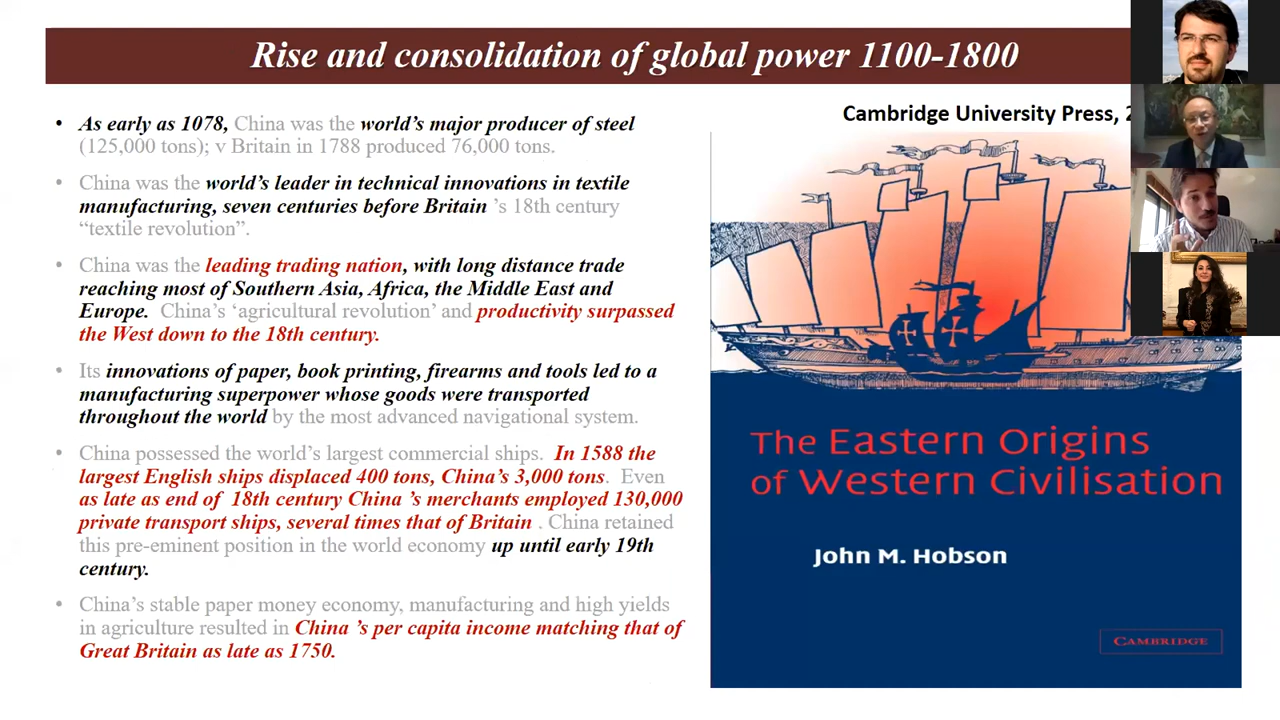 Rise and consolidation of global power 1100-1800
• As early as 1078, China was the world's major producer of steel
(125,000 tons); v Britain in 1788 produced 76,000 tons.
• China was the world's leader in technical innovations in textile
manufacturing, seven centuries before Britain 's 18th century
"textile revolution".
• China was the leading trading nation, with long distance trade
reaching most of Southern Asia, Africa, the Middle East and
Europe. China's 'agricultural revolution' and productivity surpassed
the West down to the 18th century.
• Its innovations of paper, book printing, firearms and tools led to a
manufacturing superpower whose goods were transported
throughout the world by the most advanced navigational system.
• China possessed the world's largest commercial ships. In 1588 the
largest English ships displaced 400 tons, China's 3,000 tons. Even
as late as end of 18th century China 's merchants employed 130,000
private transport ships, several times that of Britain . China retained
this pre-eminent position in the world economy up until early 19th
century.
• China's stable paper money economy, manufacturing and high yields
in agriculture resulted in China 's per capita income matching that of
Great Britain as late as 1750.
Cambridge University Press,
The Eastern Origins
of Western Civilisation
John M. Hobson
CAMBRIDGE